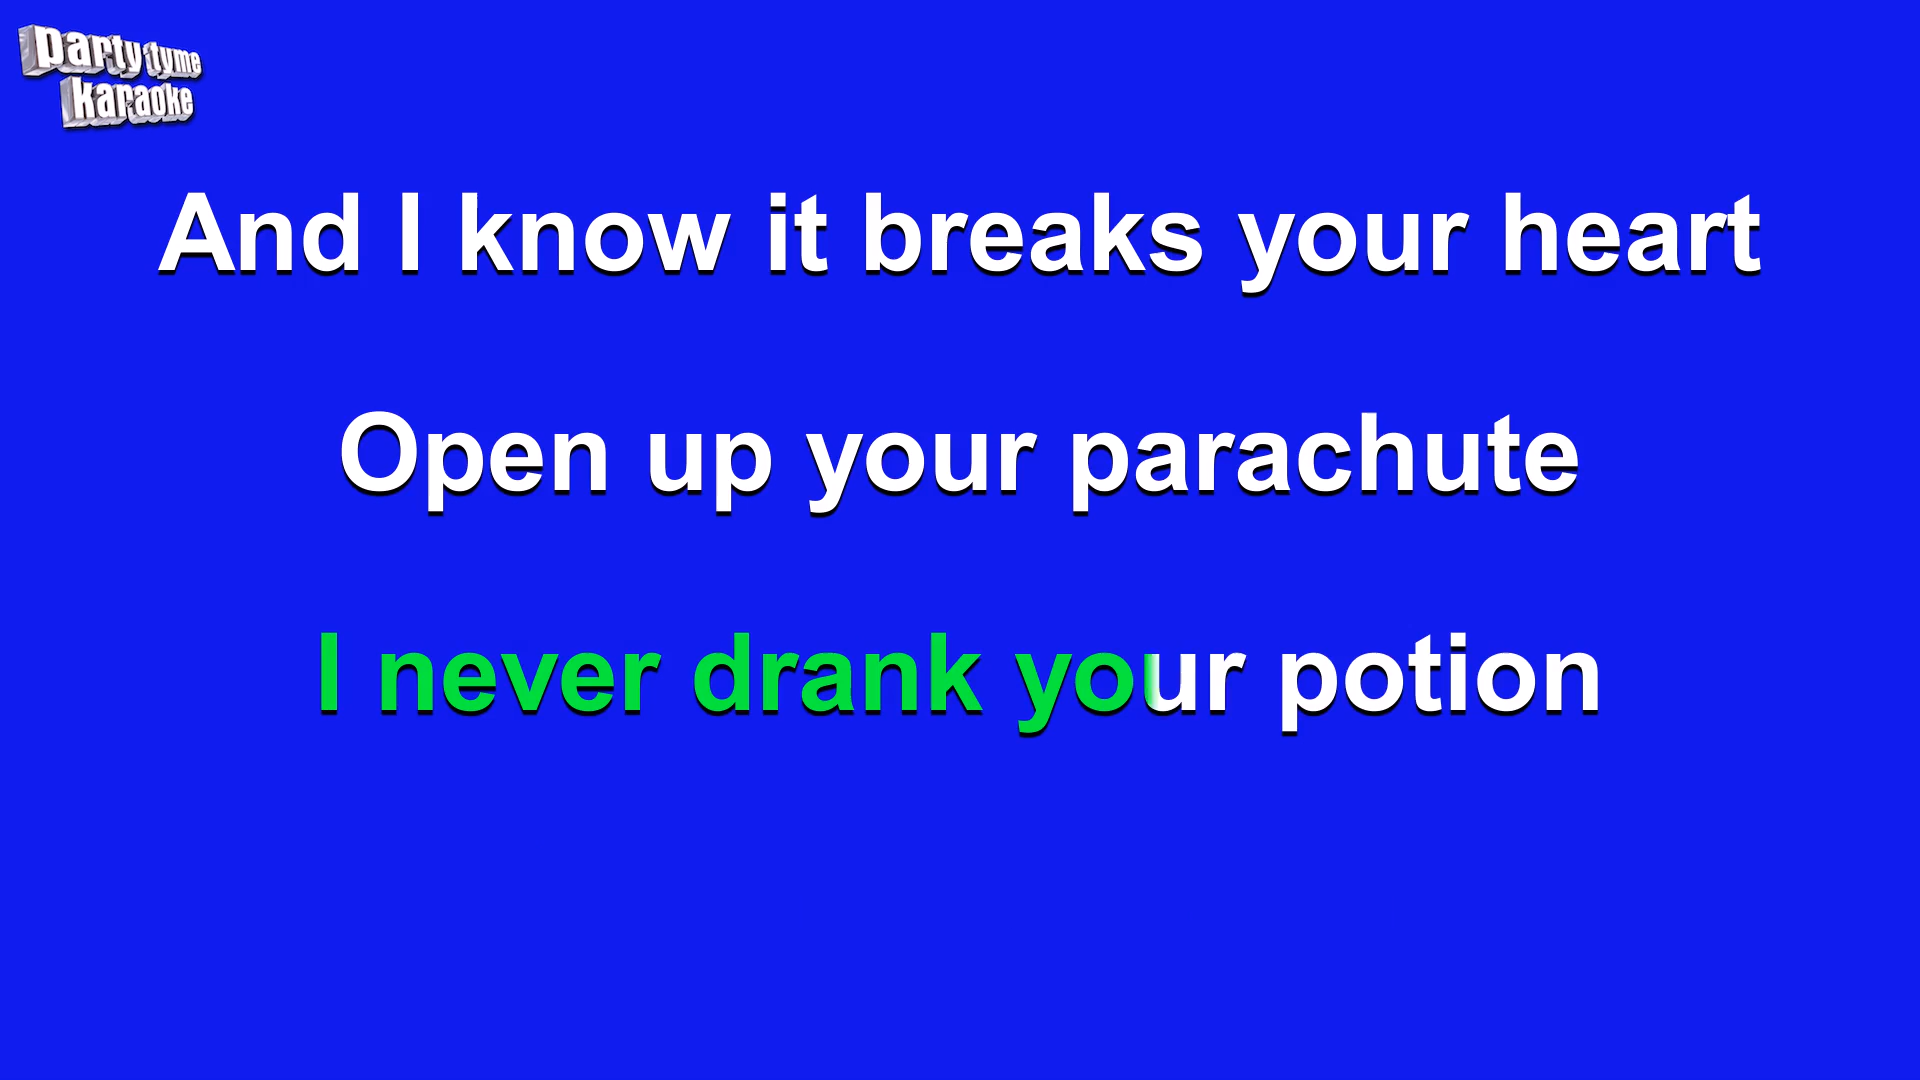 party tyme
karaoke
And I know it breaks your heart
Open up your parachute
I never drank your potion